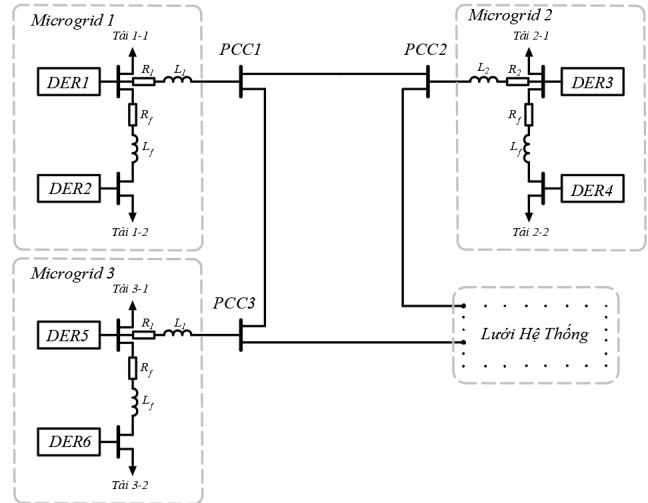 Microgrid 1
Tải 1-1
DER1
R1
L1
PCC1
Rf
Lf
DER2
Tải 1-2
Microgrid 2
Tải 2-1
PCC2
L2
R2
DER3
Rf
Lf
DER4
Tải 2-2
Microgrid 3
Tải 3-1
DER5
R1
L1
PCC3
Rf
Lf
DER6
Tải 3-2
Lưới Hệ Thống